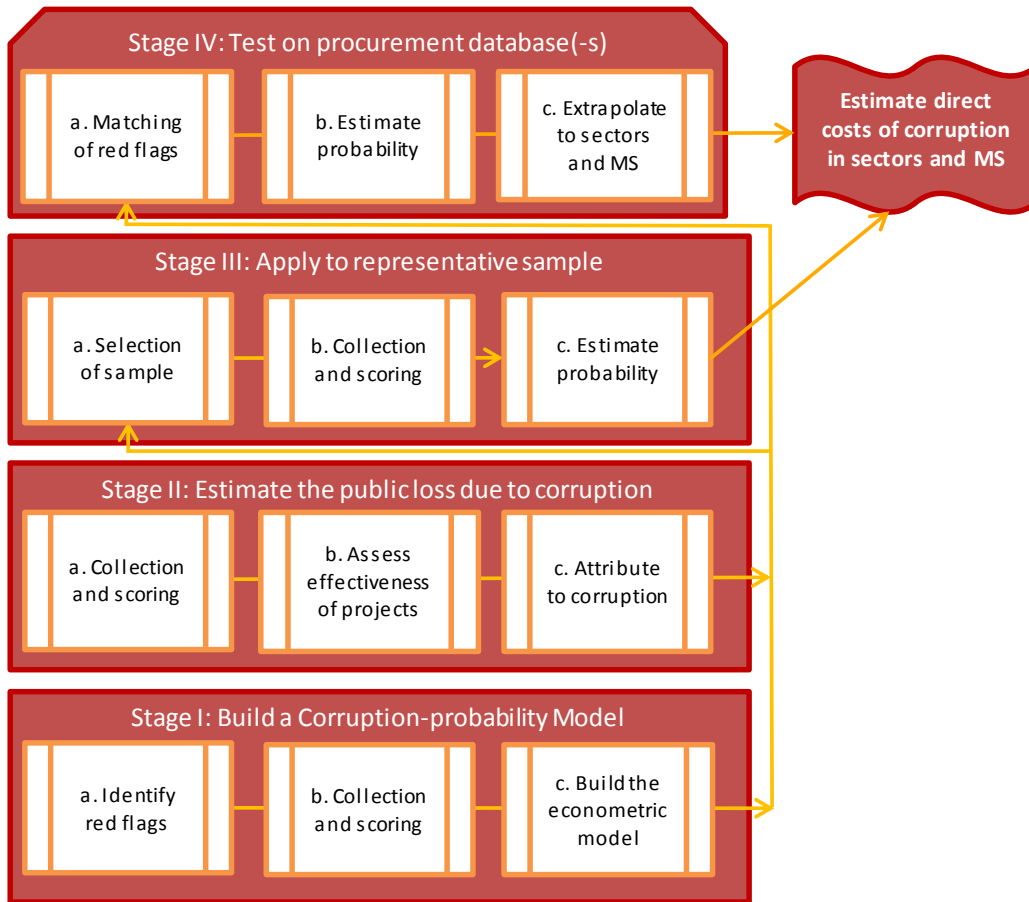 Stage IV: Test on procurement database(-s)
a. Matching
of red flags
b. Estimate
probability
c. Extrapolate
to sectors
and MS
Estimate direct
costs of corruption
in sectors and MS
Stage III: Apply to representative sample
a. Selection
of sample
b. Collection
and scoring
c. Estimate
probability
Stage II: Estimate the public loss due to corruption
a. Collection
and scoring
b. Assess
effectiveness
of projects
c. Attribute
to corruption
Stage I: Build a Corruption-probability Model
a. Identify
red flags
b. Collection
and scoring
c. Build the
econometric
model